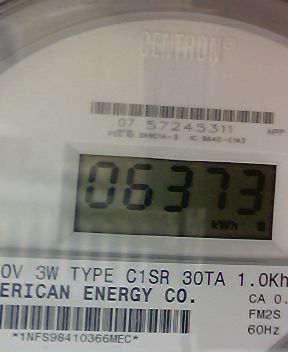 CENTRON®
07 57245311 HPP
06373
kWh
0V 3W TYPE C1SR 30TA 1.0Kh
ERICAN ENERGY CO.
CA 0.
FM2S
60Hz
*1NFS98410366MEC*